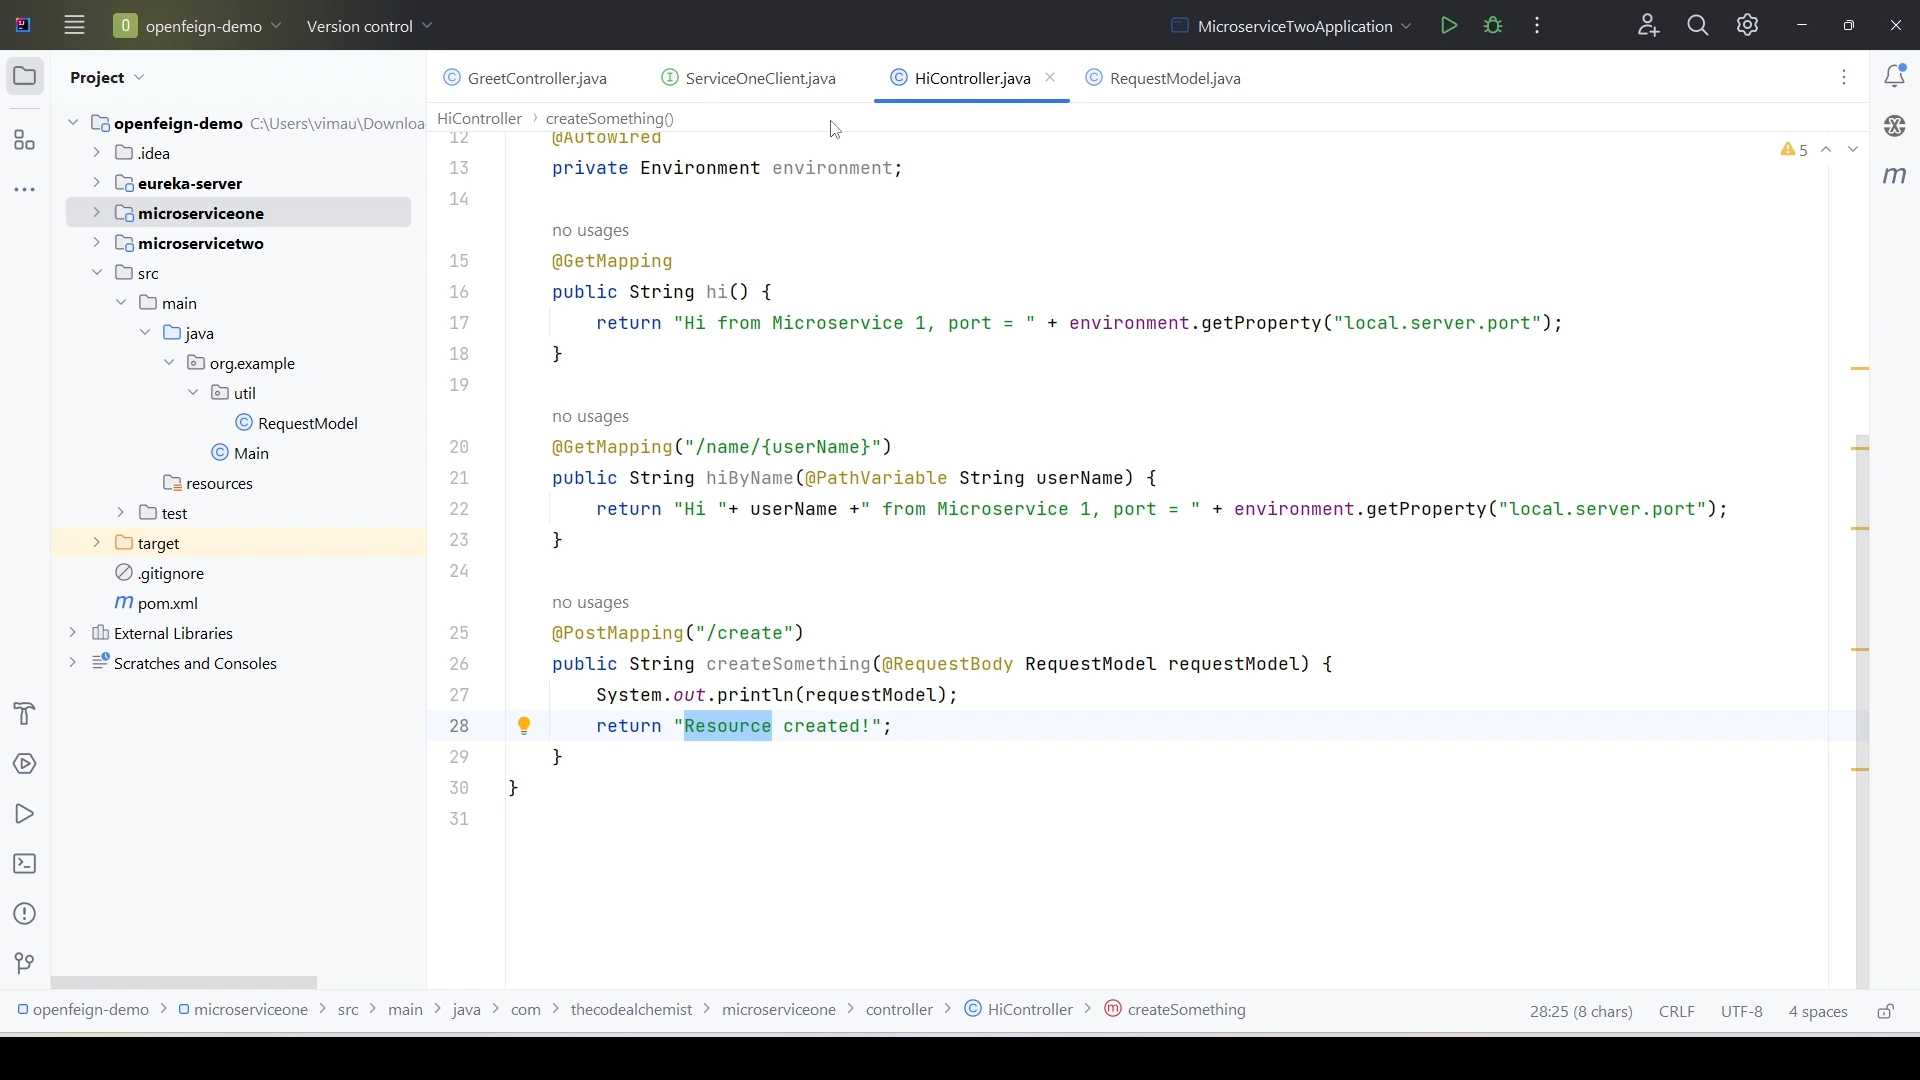 openfeign-demo
Version control
MicroserviceTwoApplication
Project
GreetController.java
ServiceOneClient.java
HiController.java
RequestModel.java
HiController › createSomething()
openfeign-demo C:\Users\vimau\Downloa
.idea
eureka-server
microserviceone
microservicetwo
src
main
java
org.example
util
RequestModel
Main
resources
test
target
.gitignore
pom.xml
External Libraries
Scratches and Consoles
12 @Autowired
13 private Environment environment;
14
no usages
15 @GetMapping
16 public String hi() {
17 return "Hi from Microservice 1, port = " + environment.getProperty("local.server.port");
18 }
19
no usages
20 @GetMapping("/name/{userName}")
21 public String hiByName(@PathVariable String userName) {
22 return "Hi "+ userName +" from Microservice 1, port = " + environment.getProperty("local.server.port");
23 }
24
no usages
25 @PostMapping("/create")
26 public String createSomething(@RequestBody RequestModel requestModel) {
27 System.out.println(requestModel);
28 return "Resource created!";
29 }
30 }
31
5
openfeign-demo › microserviceone › src › main › java › com › thecodealchemist › microserviceone › controller › HiController › createSomething
28:25 (8 chars) CRLF UTF-8 4 spaces